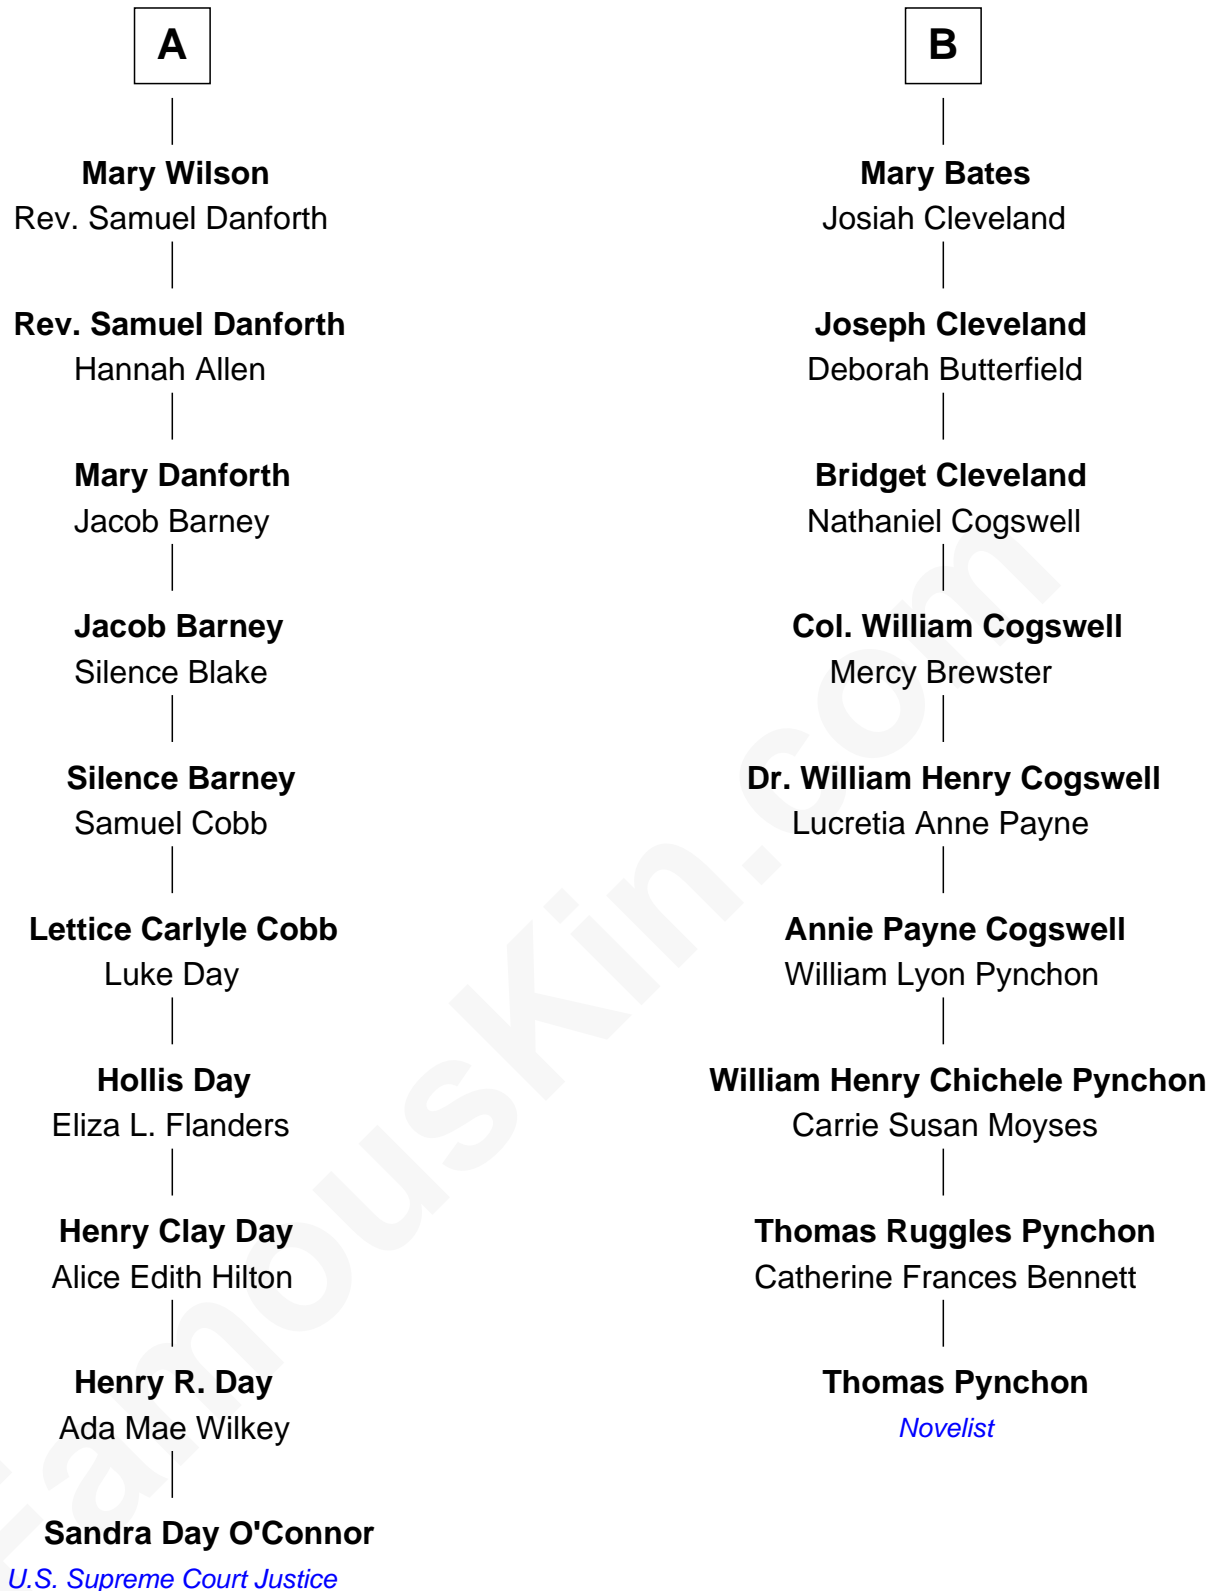 A
Mary Wilson
Rev. Samuel Danforth
Rev. Samuel Danforth
Hannah Allen
Mary Danforth
Jacob Barney
Jacob Barney
Silence Blake
Silence Barney
Samuel Cobb
Lettice Carlyle Cobb
Luke Day
Hollis Day
Eliza L. Flanders
Henry Clay Day
Alice Edith Hilton
Henry R. Day
Ada Mae Wilkey
Sandra Day O'Connor
U.S. Supreme Court Justice
B
Mary Bates
Josiah Cleveland
Joseph Cleveland
Deborah Butterfield
Bridget Cleveland
Nathaniel Cogswell
Col. William Cogswell
Mercy Brewster
Dr. William Henry Cogswell
Lucretia Anne Payne
Annie Payne Cogswell
William Lyon Pynchon
William Henry Chichele Pynchon
Carrie Susan Moyses
Thomas Ruggles Pynchon
Catherine Frances Bennett
Thomas Pynchon
Novelist
FamousKin.com